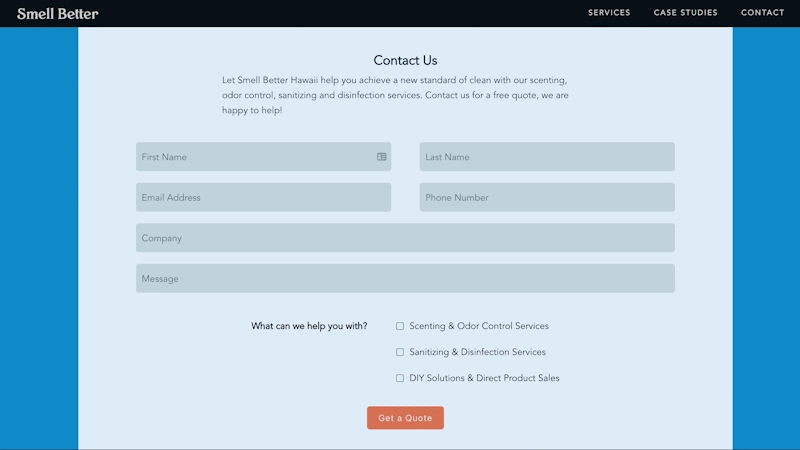 Smell Better
SERVICES CASE STUDIES CONTACT
Contact Us
Let Smell Better Hawaii help you achieve a new standard of clean with our scenting,
odor control, sanitizing and disinfection services. Contact us for a free quote, we are
happy to help!
First Name
Last Name
Email Address
Phone Number
Company
Message
What can we help you with?
Scenting & Odor Control Services
Sanitizing & Disinfection Services
DIY Solutions & Direct Product Sales
Get a Quote